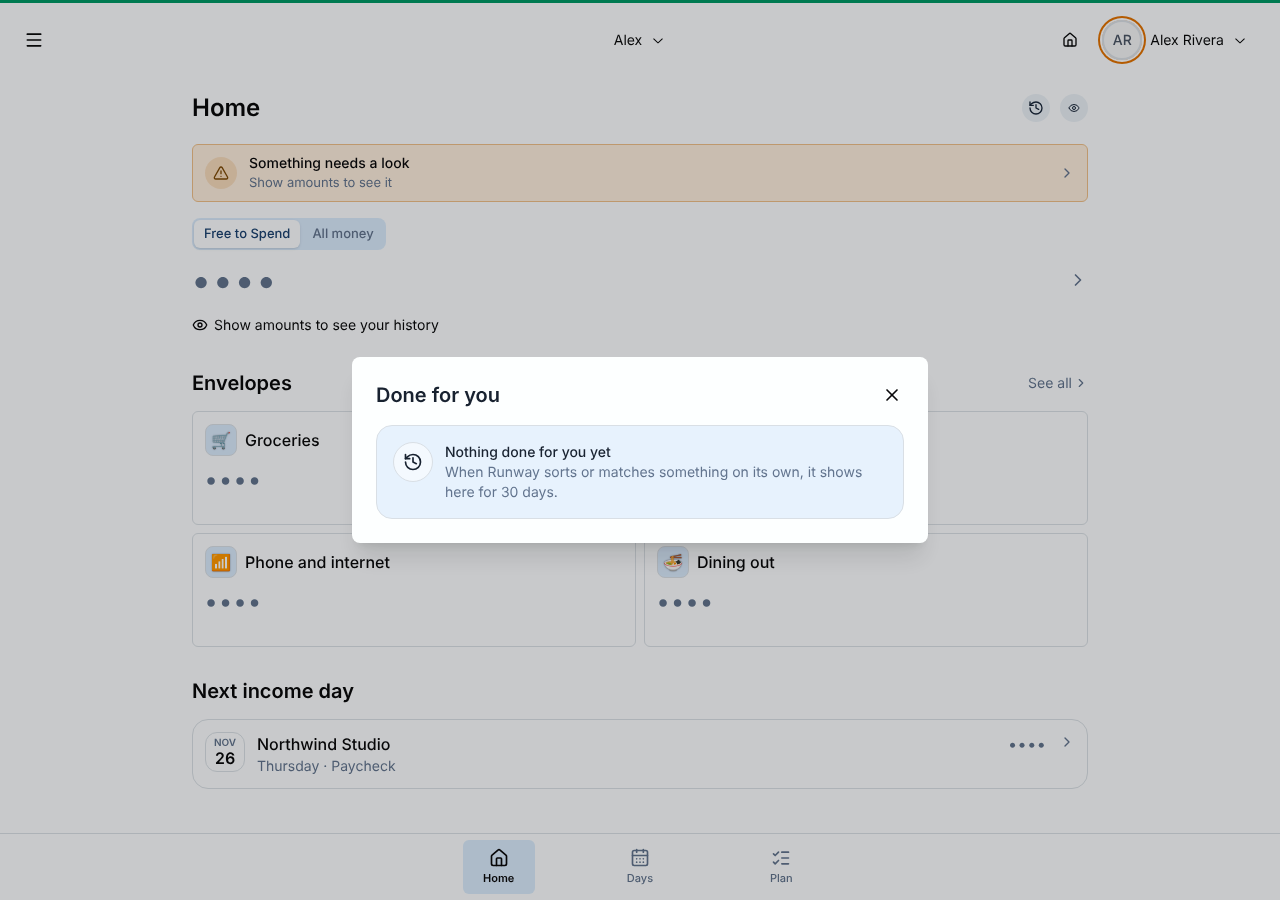 Alex
AR
Alex Rivera
Home
Something needs a look
Show amounts to see it
Free to Spend
All money
Show amounts to see your history
Envelopes
See all
Done for you
Nothing done for you yet
When Runway sorts or matches something on its own, it shows
here for 30 days.
Groceries
Phone and internet
Dining out
Next income day
NOV
26
Northwind Studio
Thursday · Paycheck
Home
Days
Plan